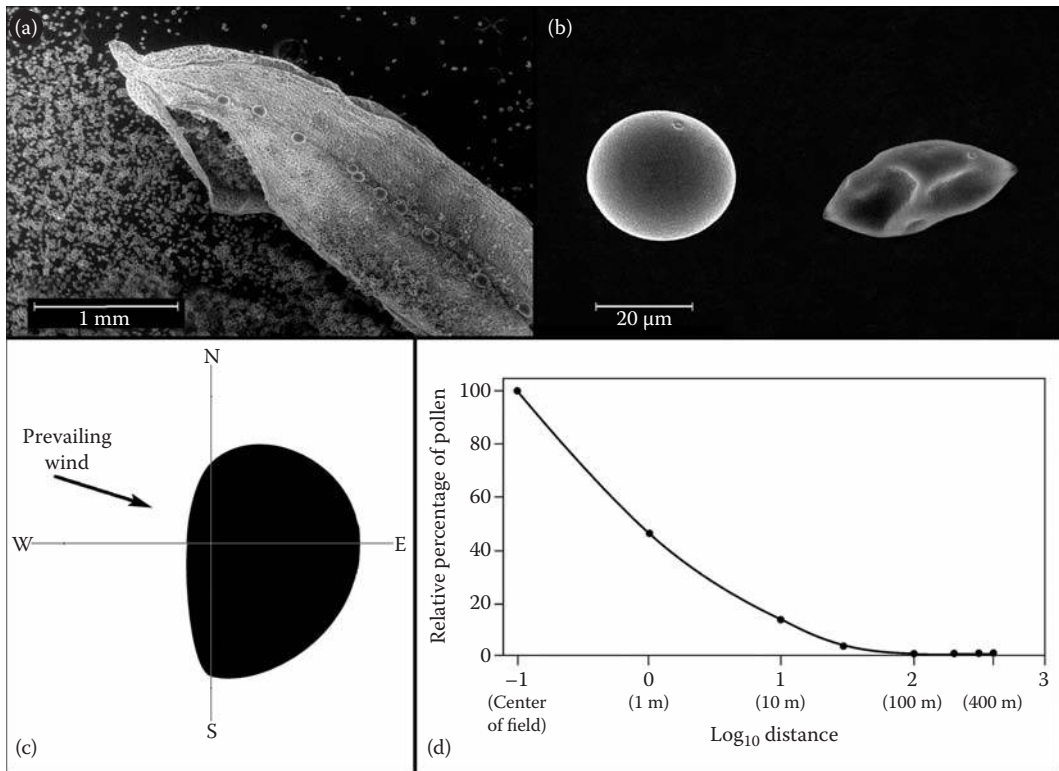 (a)
1 mm
(b)
20 µm
N
Prevailing
wind
W
E
S
(c)
Relative percentage of pollen
100
80
60
40
20
0
−1
0
1
2
3
(Center
of field)
(1 m)
(10 m)
(100 m)
(400 m)
Log₁₀ distance
(d)